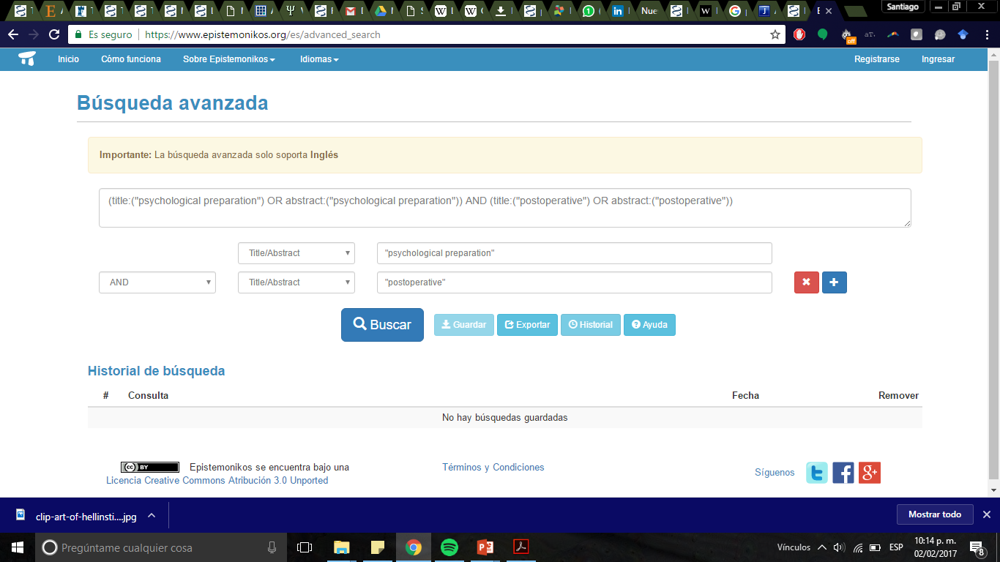 Santiago
Es seguro https://www.epistemonikos.org/es/advanced_search
Inicio Cómo funciona Sobre Epistemonikos Idiomas Registrarse Ingresar
Búsqueda avanzada
Importante: La búsqueda avanzada solo soporta Inglés
(title:("psychological preparation") OR abstract:("psychological preparation")) AND (title:("postoperative") OR abstract:("postoperative"))
Title/Abstract "psychological preparation"
AND Title/Abstract "postoperative"
Buscar Guardar Exportar Historial Ayuda
Historial de búsqueda
# Consulta Fecha Remover
No hay búsquedas guardadas
cc BY Epistemonikos se encuentra bajo una
Licencia Creative Commons Atribución 3.0 Unported
Términos y Condiciones
Síguenos
clip-art-of-hellinsti....jpg Mostrar todo
Pregúntame cualquier cosa
Vínculos ESP 10:14 p. m.
02/02/2017 8